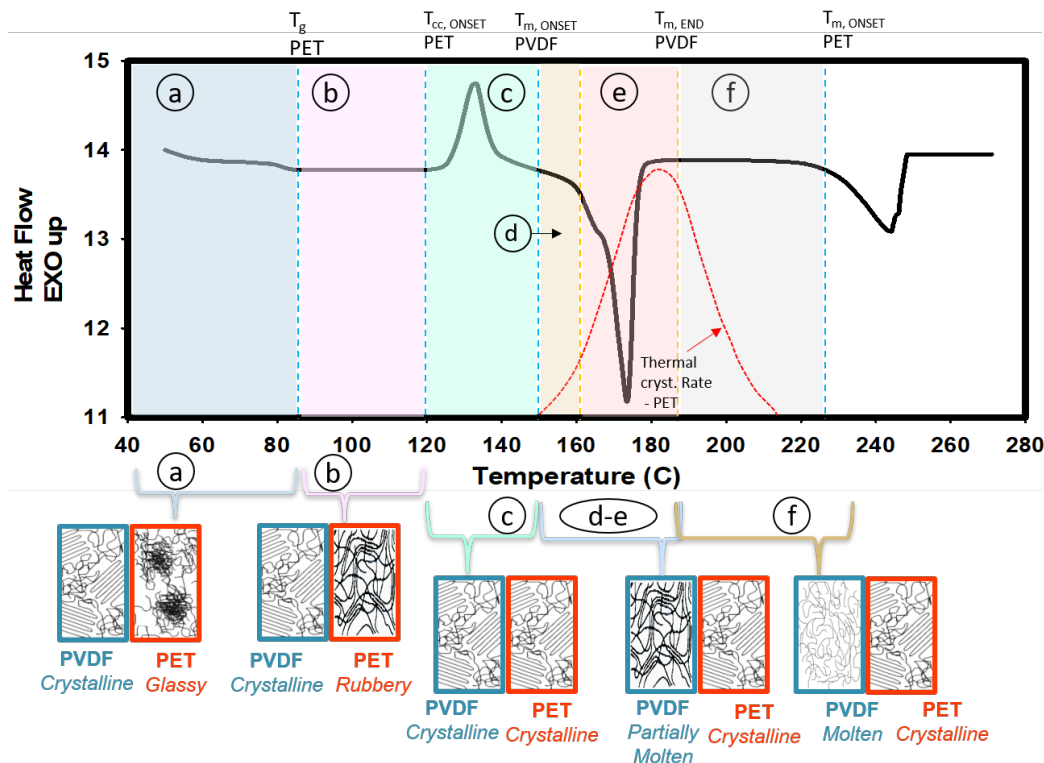 Tg
PET
Tcc, ONSET
PET
Tm, ONSET
PVDF
Tm, END
PVDF
Tm, ONSET
PET
15
14
13
12
11
Heat Flow
EXO up
a
b
c
d
e
f
Thermal
cryst. Rate
- PET
40 60 80 100 120 140 160 180 200 220 240 260 280
Temperature (C)
a
b
c
d-e
f
PVDF
Crystalline
PET
Glassy
PVDF
Crystalline
PET
Rubbery
PVDF
Crystalline
PET
Crystalline
PVDF
Partially
Molten
PET
Crystalline
PVDF
Molten
PET
Crystalline